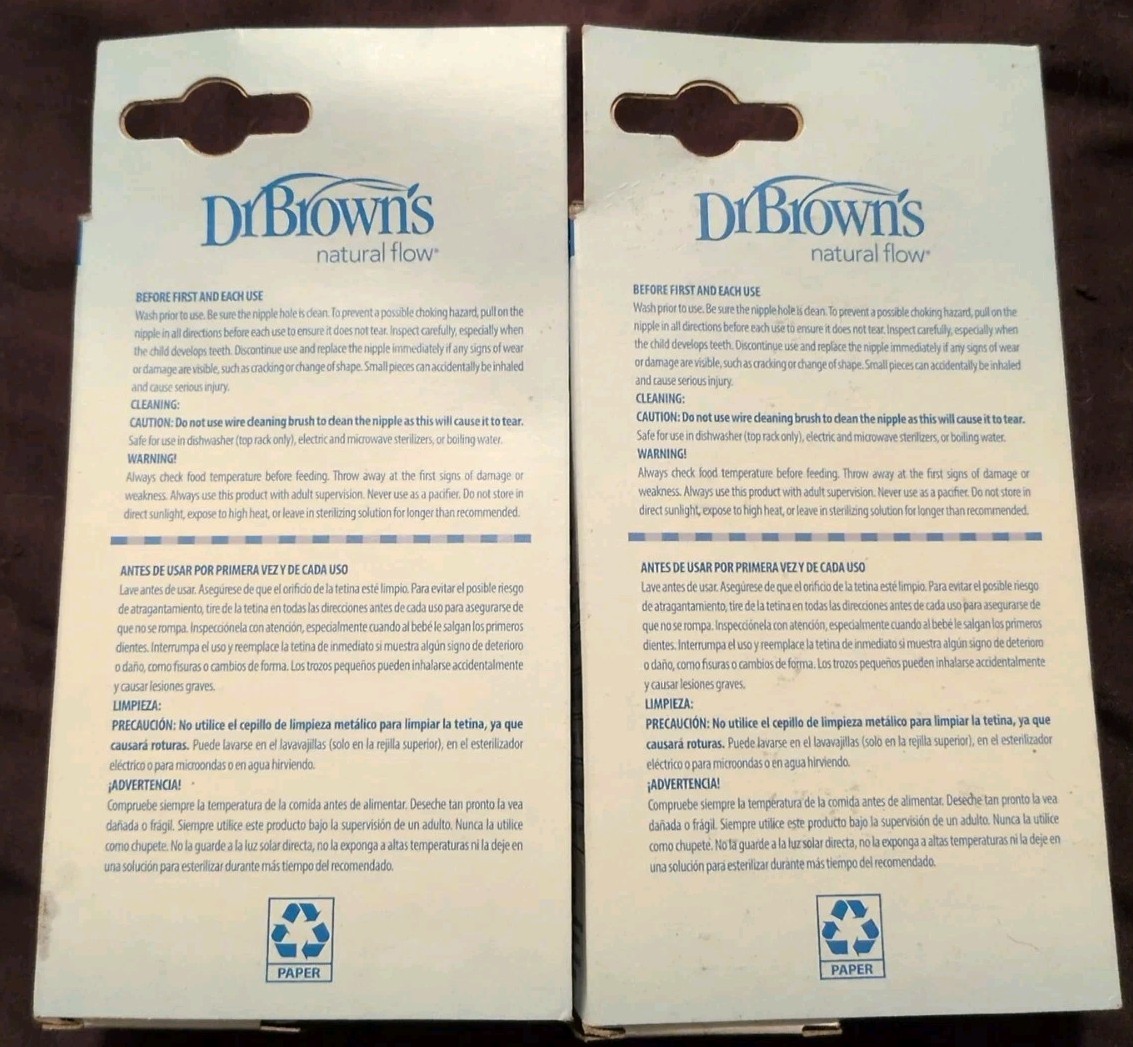 DrBrown's
natural flow®
BEFORE FIRST AND EACH USE
Wash prior to use. Be sure the nipple hole is clean. To prevent a possible choking hazard, pull on the
nipple in all directions before each use to ensure it does not tear. Inspect carefully, especially when
the child develops teeth. Discontinue use and replace the nipple immediately if any signs of wear
or damage are visible, such as cracking or change of shape. Small pieces can accidentally be inhaled
and cause serious injury.
CLEANING:
CAUTION: Do not use wire cleaning brush to clean the nipple as this will cause it to tear.
Safe for use in dishwasher (top rack only), electric and microwave sterilizers, or boiling water.
WARNING!
Always check food temperature before feeding. Throw away at the first signs of damage or
weakness. Always use this product with adult supervision. Never use as a pacifier. Do not store in
direct sunlight, expose to high heat, or leave in sterilizing solution for longer than recommended.
ANTES DE USAR POR PRIMERA VEZ Y DE CADA USO
Lave antes de usar. Asegúrese de que el orificio de la tetina esté limpio. Para evitar el posible riesgo
de atragantamiento, tire de la tetina en todas las direcciones antes de cada uso para asegurarse de
que no se rompa. Inspecciónela con atención, especialmente cuando al bebé le salgan los primeros
dientes. Interrumpa el uso y reemplace la tetina de inmediato si muestra algún signo de deterioro
o daño, como fisuras o cambios de forma. Los trozos pequeños pueden inhalarse accidentalmente
y causar lesiones graves.
LIMPIEZA:
PRECAUCIÓN: No utilice el cepillo de limpieza metálico para limpiar la tetina, ya que
causará roturas. Puede lavarse en el lavavajillas (solo en la rejilla superior), en el esterilizador
eléctrico o para microondas o en agua hirviendo.
¡ADVERTENCIA!
Compruebe siempre la temperatura de la comida antes de alimentar. Deseche tan pronto la vea
dañada o frágil. Siempre utilice este producto bajo la supervisión de un adulto. Nunca la utilice
como chupete. No la guarde a la luz solar directa, no la exponga a altas temperaturas ni la deje en
una solución para esterilizar durante más tiempo del recomendado.
PAPER
DrBrown's
natural flow®
BEFORE FIRST AND EACH USE
Wash prior to use. Be sure the nipple hole is clean. To prevent a possible choking hazard, pull on the
nipple in all directions before each use to ensure it does not tear. Inspect carefully, especially when
the child develops teeth. Discontinue use and replace the nipple immediately if any signs of wear
or damage are visible, such as cracking or change of shape. Small pieces can accidentally be inhaled
and cause serious injury.
CLEANING:
CAUTION: Do not use wire cleaning brush to clean the nipple as this will cause it to tear.
Safe for use in dishwasher (top rack only), electric and microwave sterilizers, or boiling water.
WARNING!
Always check food temperature before feeding. Throw away at the first signs of damage or
weakness. Always use this product with adult supervision. Never use as a pacifier. Do not store in
direct sunlight, expose to high heat, or leave in sterilizing solution for longer than recommended.
ANTES DE USAR POR PRIMERA VEZ Y DE CADA USO
Lave antes de usar. Asegúrese de que el orificio de la tetina esté limpio. Para evitar el posible riesgo
de atragantamiento, tire de la tetina en todas las direcciones antes de cada uso para asegurarse de
que no se rompa. Inspecciónela con atención, especialmente cuando al bebé le salgan los primeros
dientes. Interrumpa el uso y reemplace la tetina de inmediato si muestra algún signo de deterioro
o daño, como fisuras o cambios de forma. Los trozos pequeños pueden inhalarse accidentalmente
y causar lesiones graves.
LIMPIEZA:
PRECAUCIÓN: No utilice el cepillo de limpieza metálico para limpiar la tetina, ya que
causará roturas. Puede lavarse en el lavavajillas (solo en la rejilla superior), en el esterilizador
eléctrico o para microondas o en agua hirviendo.
¡ADVERTENCIA!
Compruebe siempre la temperatura de la comida antes de alimentar. Deseche tan pronto la vea
dañada o frágil. Siempre utilice este producto bajo la supervisión de un adulto. Nunca la utilice
como chupete. No la guarde a la luz solar directa, no la exponga a altas temperaturas ni la deje en
una solución para esterilizar durante más tiempo del recomendado.
PAPER